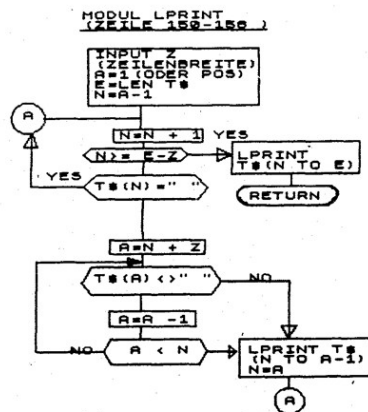 MODUL LPRINT
(ZEILE 150-156 )
INPUT Z
(ZEILENBREITE)
A=1(ODER POS)
E=LEN T$
N=A-1
A
N=N + 1
YES
N>= E-Z
LPRINT
T$(N TO E)
YES
T$(N)=" "
RETURN
A=N + Z
T$(A)<>" "
NO
A=A -1
NO
A < N
LPRINT T$
(N TO A-1)
N=A
A